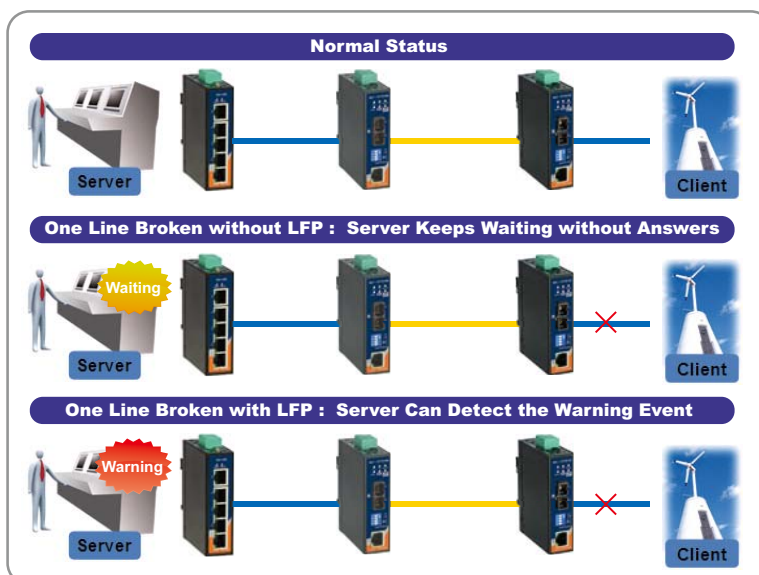 Normal Status
Server
Client
One Line Broken without LFP : Server Keeps Waiting without Answers
Waiting
Server
Client
One Line Broken with LFP : Server Can Detect the Warning Event
Warning
Server
Client